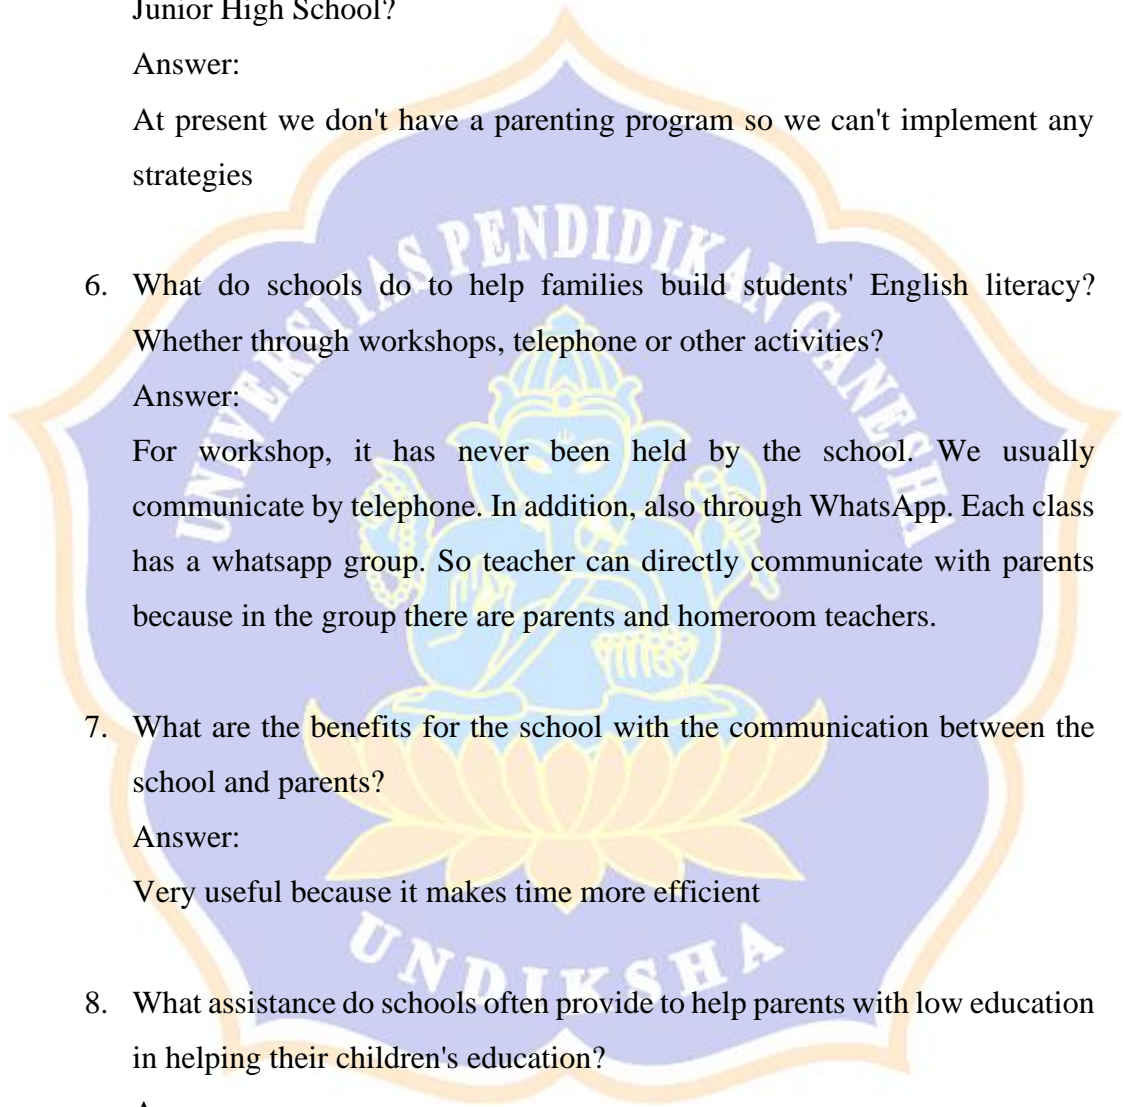 Junior High School?
Answer:
At present we don't have a parenting program so we can't implement any
strategies
UNIVERSITAS PENDIDIKAN GANESHA
6. What do schools do to help families build students' English literacy?
Whether through workshops, telephone or other activities?
Answer:
For workshop, it has never been held by the school. We usually
communicate by telephone. In addition, also through WhatsApp. Each class
has a whatsapp group. So teacher can directly communicate with parents
because in the group there are parents and homeroom teachers.
7. What are the benefits for the school with the communication between the
school and parents?
Answer:
Very useful because it makes time more efficient
UNDIKSHA
8. What assistance do schools often provide to help parents with low education
in helping their children's education?